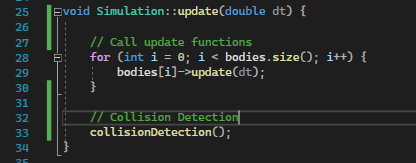 25 void Simulation::update(double dt) {
26
27 // Call update functions
28 for (int i = 0; i < bodies.size(); i++) {
29 bodies[i]->update(dt);
30 }
31
32 // Collision Detection
33 collisionDetection();
34 }